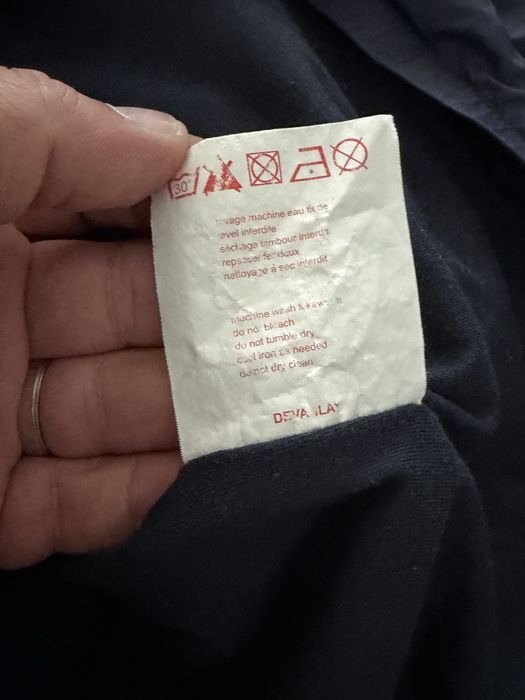 30°
machine eau
interdite
séchage tambour interdit
repasser fer doux
nettoyage à sec interdit
machine wash lukewarm
do not bleach
do not tumble dry
cool iron as needed
do not dry clean